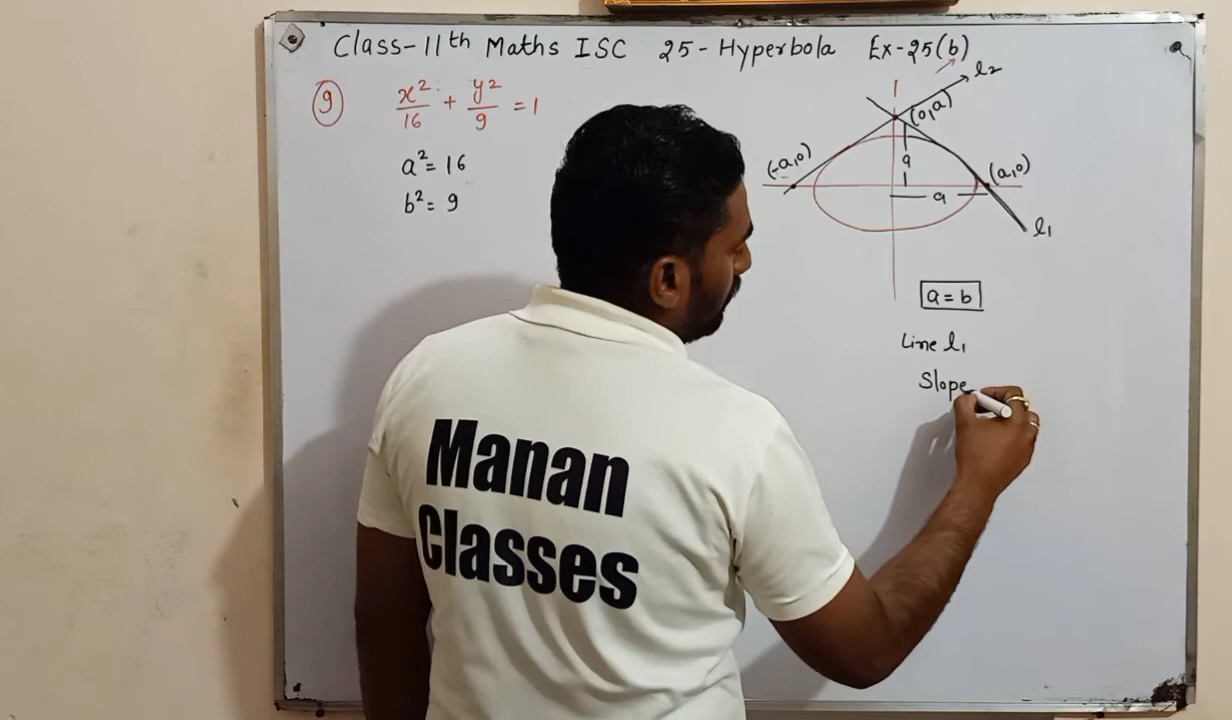 Class-11th Maths ISC 25-Hyperbola Ex-25(b)
9 x²/16 + y²/9 = 1
a² = 16
b² = 9
l₂
(0,a)
(-a,0)
(a,0)
a
a
l₁
a = b
Line l₁
Slope
Manan
Classes